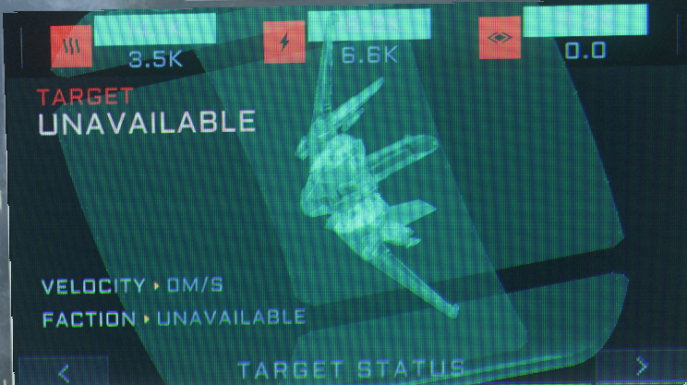 3.5K 6.6K 0.0
TARGET
UNAVAILABLE
VELOCITY ▸ 0M/S
FACTION ▸ UNAVAILABLE
< TARGET STATUS >